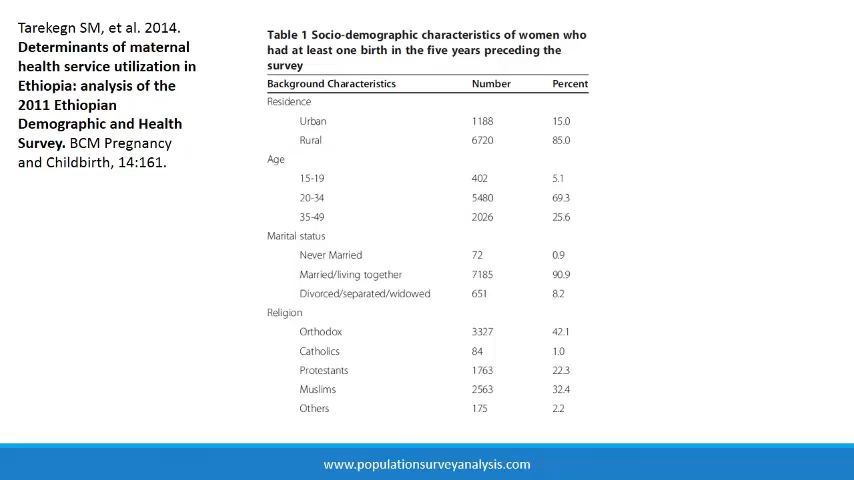 Tarekegn SM, et al. 2014.
Determinants of maternal
health service utilization in
Ethiopia: analysis of the
2011 Ethiopian
Demographic and Health
Survey. BCM Pregnancy
and Childbirth, 14:161.
Table 1 Socio-demographic characteristics of women who
had at least one birth in the five years preceding the
survey
Background Characteristics Number Percent
Residence
Urban 1188 15.0
Rural 6720 85.0
Age
15-19 402 5.1
20-34 5480 69.3
35-49 2026 25.6
Marital status
Never Married 72 0.9
Married/living together 7185 90.9
Divorced/separated/widowed 651 8.2
Religion
Orthodox 3327 42.1
Catholics 84 1.0
Protestants 1763 22.3
Muslims 2563 32.4
Others 175 2.2
www.populationsurveyanalysis.com